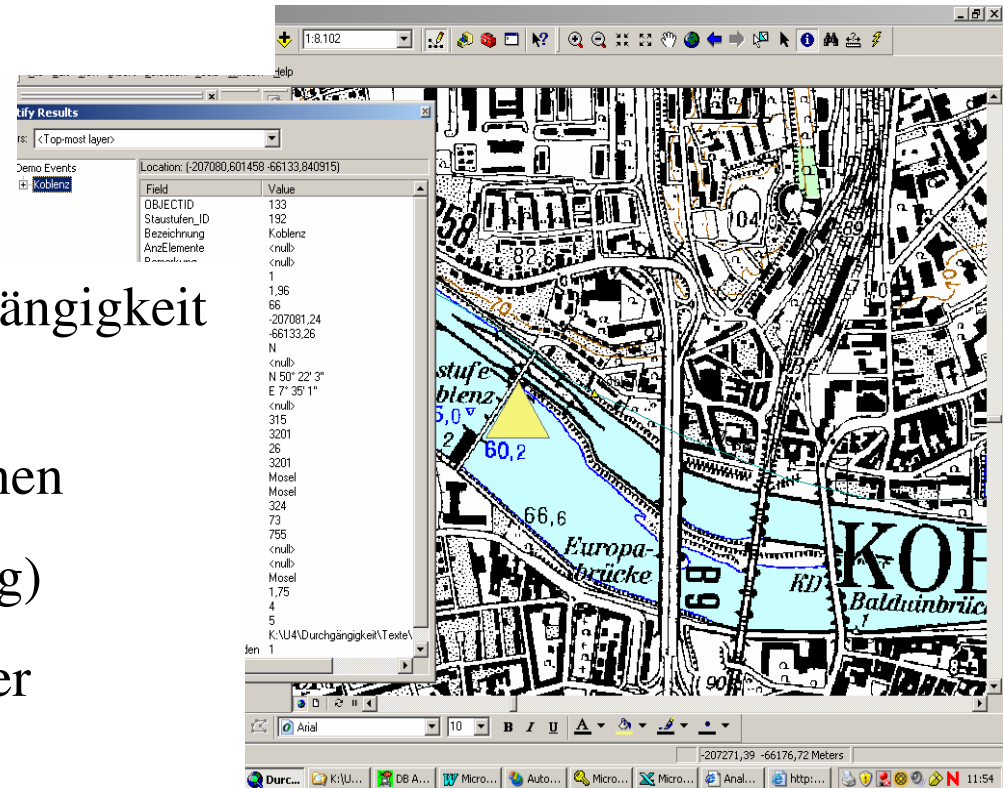 1:8.102
Help
tify Results
rs: <Top-most layer>
Demo Events
Koblenz
Location: (-207080,601458 -66133,840915)
Field Value
OBJECTID 133
Staustufen_ID 192
Bezeichnung Koblenz
AnzElemente <null>
Bemerkung <null>
1
1,96
66
-207081,24
-66133,26
N
<null>
N 50° 22' 3"
E 7° 35' 1"
<null>
315
3201
26
3201
Mosel
Mosel
324
73
755
<null>
<null>
Mosel
1,75
4
5
K:\U4\Durchgängigkeit\Texte\
den 1
ängigkeit
nen
g)
er
258
82,6
104
89
70
stufe
blenz
5,0
2
60,2
66,6
Europa-
brücke
B 9
KD
KOB
Balduinbrück
1
90
Arial 10 B I U A
-207271,39 -66176,72 Meters
Durc... K:\U... DB A... Micro... Auto... Micro... Micro... Anal... http:... N 11:54